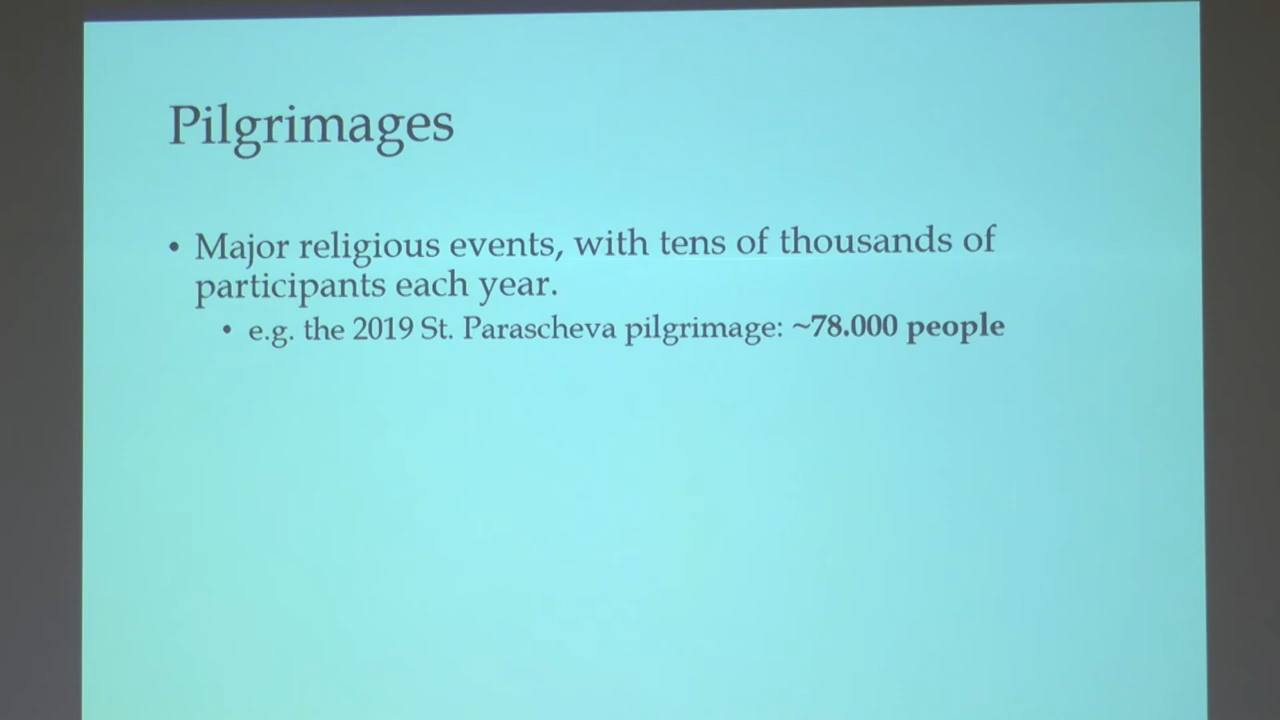 Pilgrimages
• Major religious events, with tens of thousands of
participants each year.
• e.g. the 2019 St. Parascheva pilgrimage: ~78.000 people